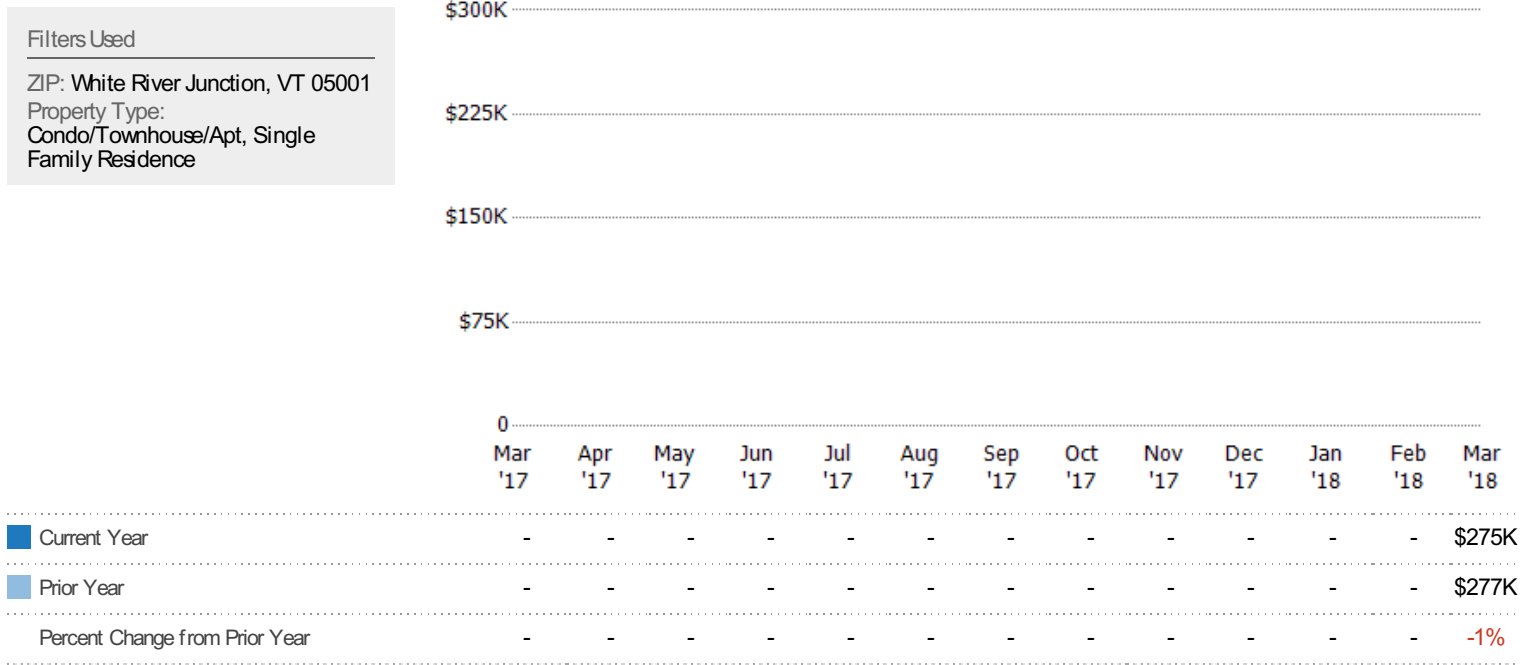 Filters Used
ZIP: White River Junction, VT 05001
Property Type:
Condo/Townhouse/Apt, Single
Family Residence
$300K
$225K
$150K
$75K
0
Mar Apr May Jun Jul Aug Sep Oct Nov Dec Jan Feb Mar
'17 '17 '17 '17 '17 '17 '17 '17 '17 '17 '18 '18 '18
Current Year - - - - - - - - - - - - $275K
Prior Year - - - - - - - - - - - - $277K
Percent Change from Prior Year - - - - - - - - - - - - -1%